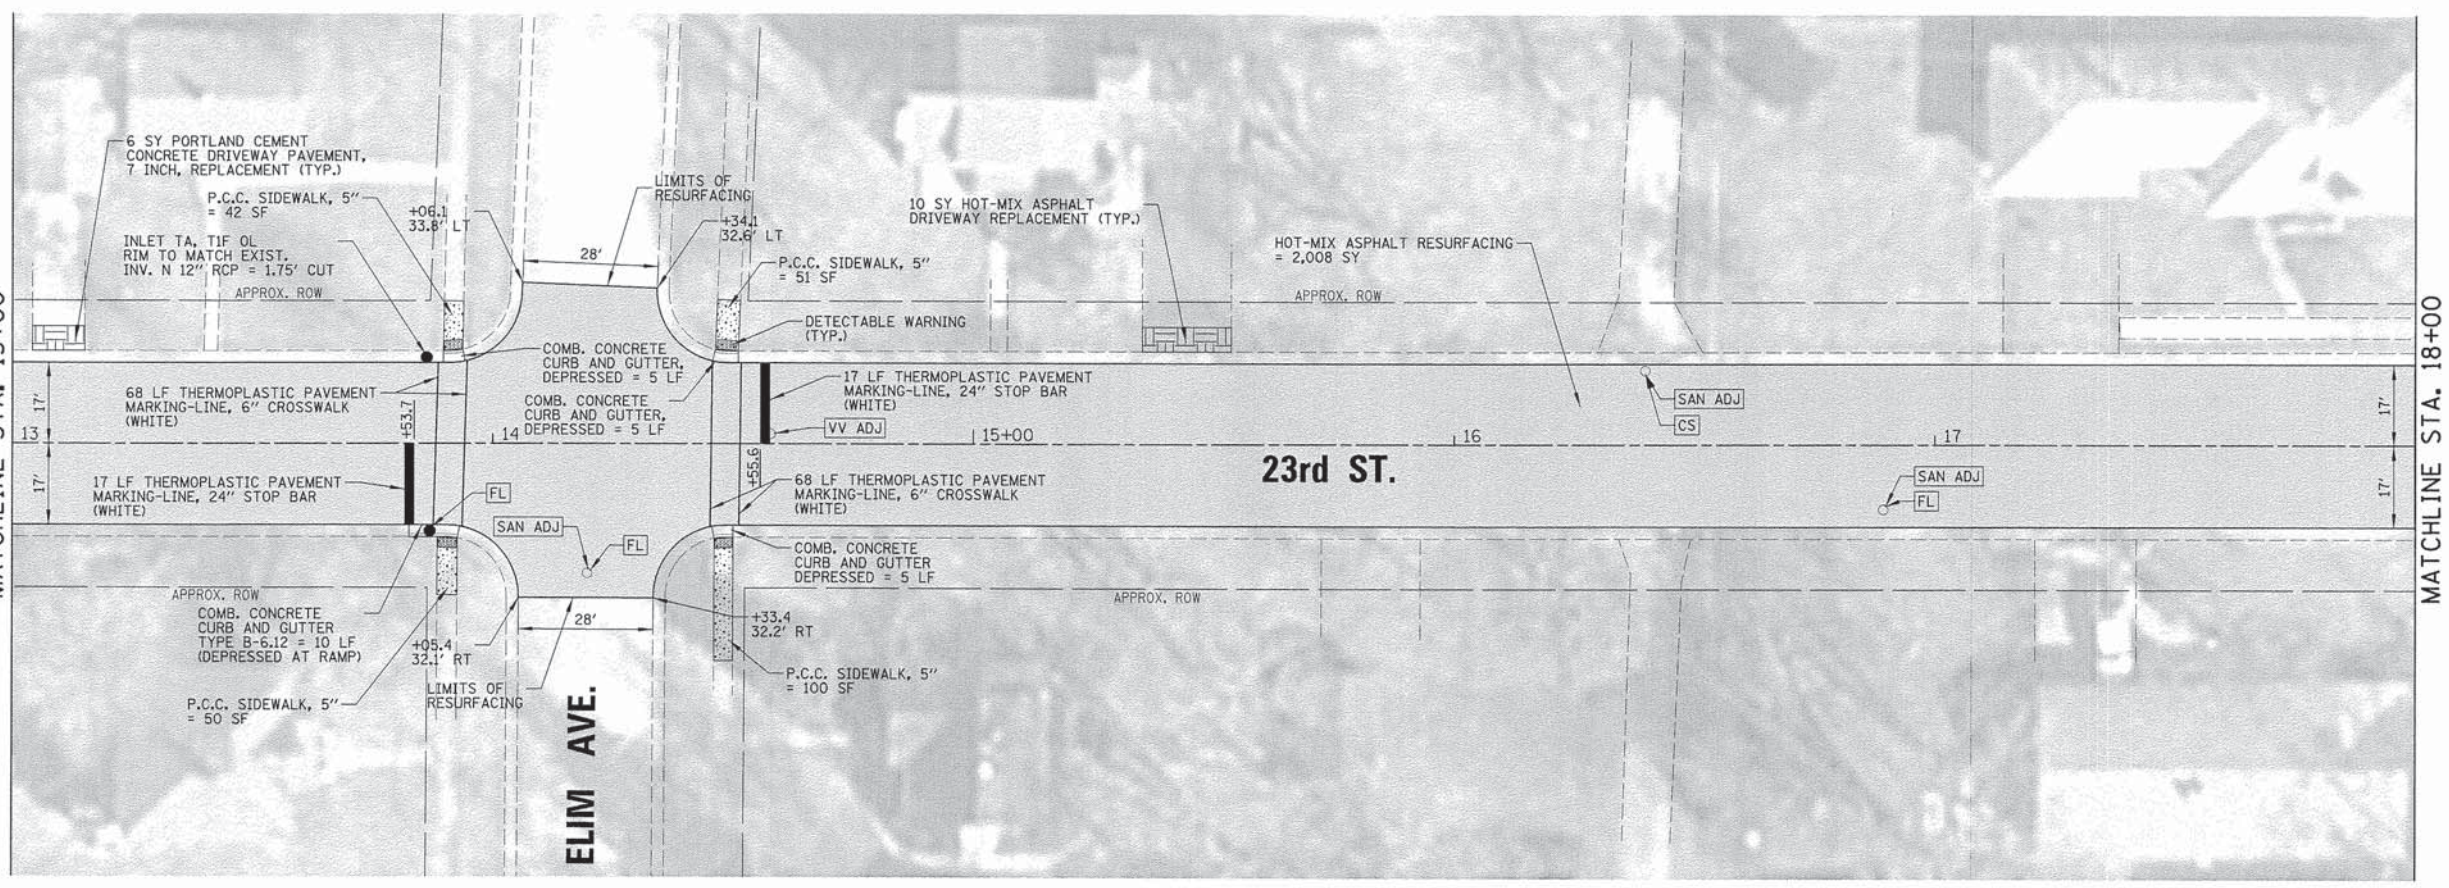 6 SY PORTLAND CEMENT
CONCRETE DRIVEWAY PAVEMENT,
7 INCH, REPLACEMENT (TYP.)
P.C.C. SIDEWALK, 5"
= 42 SF
+06.1
33.8' LT
INLET TA, T1F OL
RIM TO MATCH EXIST.
INV. N 12" RCP = 1.75' CUT
APPROX. ROW
LIMITS OF
RESURFACING
+34.1
32.6' LT
28'
P.C.C. SIDEWALK, 5"
= 51 SF
DETECTABLE WARNING
(TYP.)
10 SY HOT-MIX ASPHALT
DRIVEWAY REPLACEMENT (TYP.)
HOT-MIX ASPHALT RESURFACING
= 2,008 SY
APPROX. ROW
COMB. CONCRETE
CURB AND GUTTER,
DEPRESSED = 5 LF
COMB. CONCRETE
CURB AND GUTTER,
DEPRESSED = 5 LF
68 LF THERMOPLASTIC PAVEMENT
MARKING-LINE, 6" CROSSWALK
(WHITE)
17'
+53.7
17 LF THERMOPLASTIC PAVEMENT
MARKING-LINE, 24" STOP BAR
(WHITE)
VV ADJ
SAN ADJ
CS
17'
13
14
15+00
16
17
17'
17 LF THERMOPLASTIC PAVEMENT
MARKING-LINE, 24" STOP BAR
(WHITE)
FL
+55.6
68 LF THERMOPLASTIC PAVEMENT
MARKING-LINE, 6" CROSSWALK
(WHITE)
23rd ST.
SAN ADJ
FL
17'
SAN ADJ
FL
COMB. CONCRETE
CURB AND GUTTER
DEPRESSED = 5 LF
APPROX. ROW
APPROX. ROW
COMB. CONCRETE
CURB AND GUTTER
TYPE B-6.12 = 10 LF
(DEPRESSED AT RAMP)
+05.4
32.1' RT
28'
+33.4
32.2' RT
P.C.C. SIDEWALK, 5"
= 50 SF
LIMITS OF
RESURFACING
P.C.C. SIDEWALK, 5"
= 100 SF
ELIM AVE.
MATCHLINE STA. 18+00